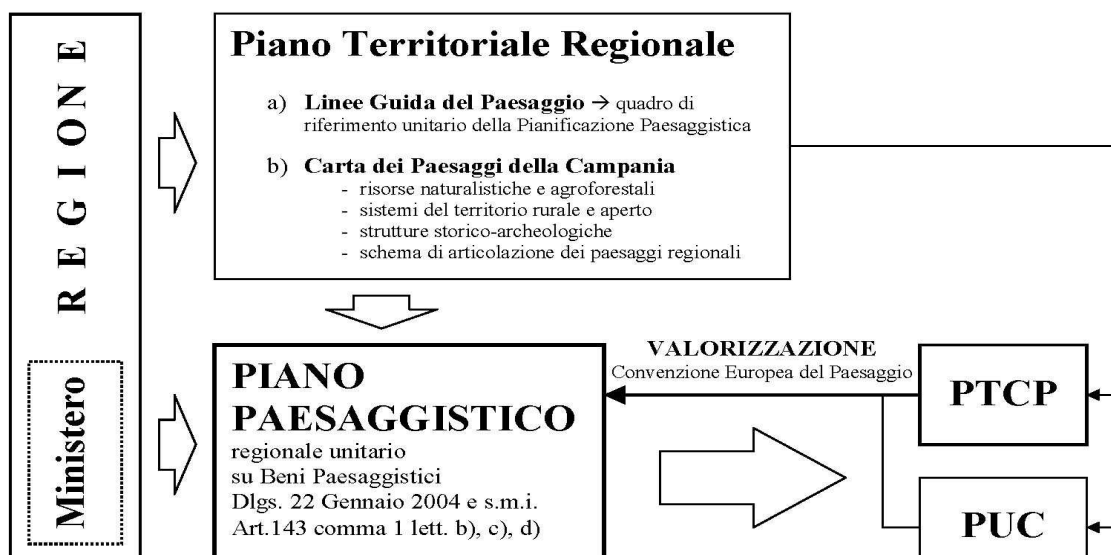 REGIONE
Ministero
Piano Territoriale Regionale
a) Linee Guida del Paesaggio → quadro di
riferimento unitario della Pianificazione Paesaggistica
b) Carta dei Paesaggi della Campania
- risorse naturalistiche e agroforestali
- sistemi del territorio rurale e aperto
- strutture storico-archeologiche
- schema di articolazione dei paesaggi regionali
PIANO
PAESAGGISTICO
regionale unitario
su Beni Paesaggistici
Dlgs. 22 Gennaio 2004 e s.m.i.
Art.143 comma 1 lett. b), c), d)
VALORIZZAZIONE
Convenzione Europea del Paesaggio
PTCP
PUC